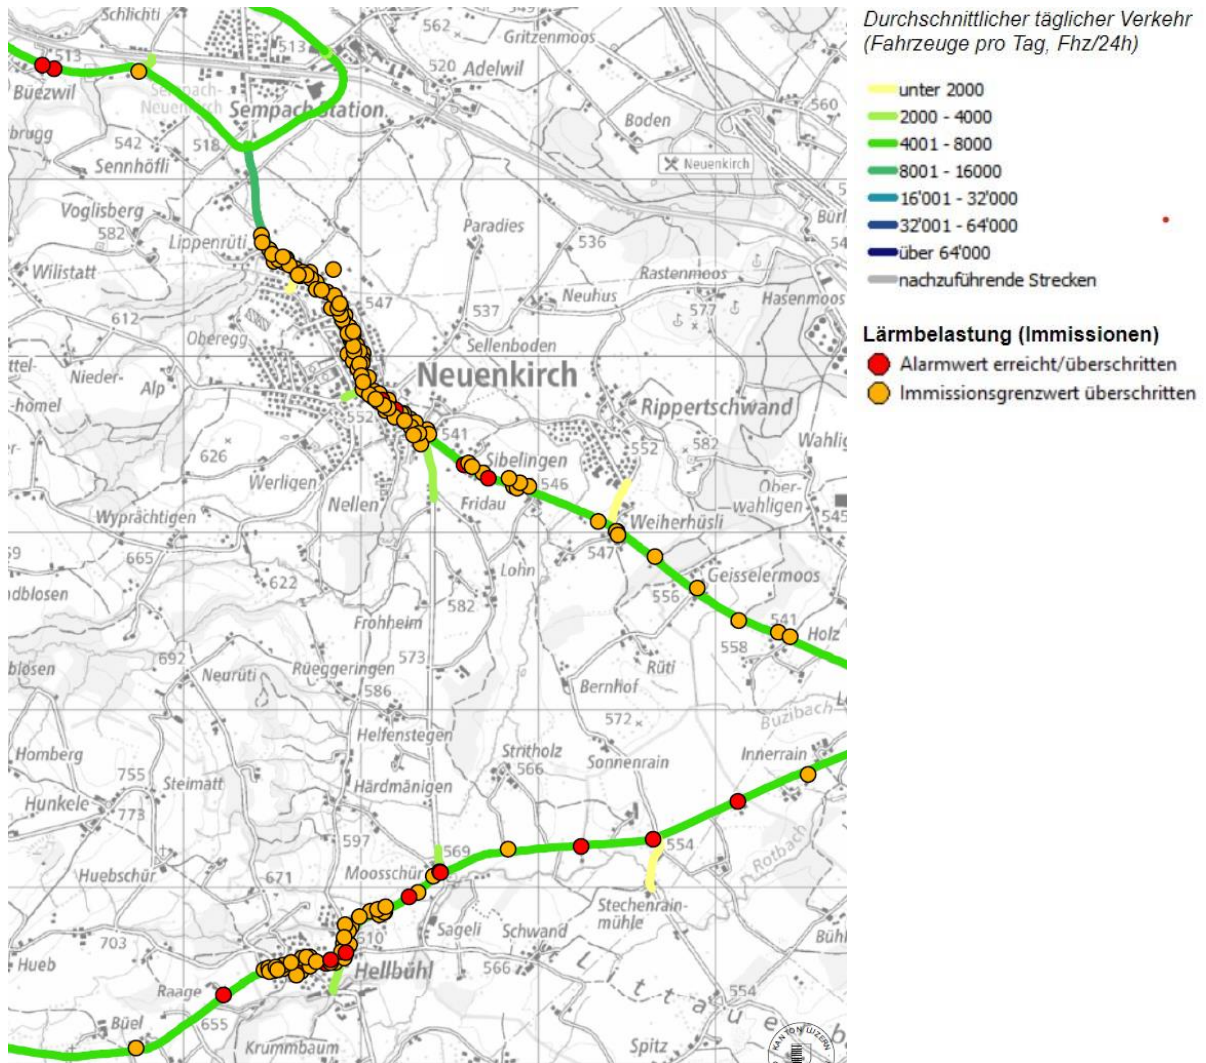 Schlichti
562
Gritzenmoos
513
513
520
Adelwil
Büezwil
Sempach-
Neuenkirch
Sempach Station
560
brugg
542
518
Boden
Sennhöfli
Neuenkirch
Voglisberg
582
Lippenrüti
Paradies
536
Wilistatt
Rastenmoos
547
Neuhus
Hasenmoos
612
537
577
Oberegg
Sellenboden
Nieder-
Alp
Neuenkirch
-homel
552
Rippertschwand
541
552
582
626
Sibelingen
546
Werligen
Ober-
wahligen
Nellen
Fridau
Wyprächtigen
Weiherhüsli
545
665
547
Lohn
622
Geisselermoos
556
582
Frohheim
541
Holz
558
573
692
Rüeggeringen
Rüti
Neurüti
586
Bernhof
572
Buzibach
Helfenstegen
Homberg
Stritholz
566
Sonnenrain
Innerrain
755
Steimatt
Härdmänigen
Hunkele
773
597
554
569
Rotbach
Huebschür
Moosschür
671
Stechenrain-
mühle
703
610
Sageli
Schwand
Hueb
Hellbühl
566
Raage
554
655
Büel
Krummbaum
Spitz
Durchschnittlicher täglicher Verkehr
(Fahrzeuge pro Tag, Fhz/24h)
unter 2000
2000 - 4000
4001 - 8000
8001 - 16000
16'001 - 32'000
32'001 - 64'000
über 64'000
nachzuführende Strecken
Lärmbelastung (Immissionen)
Alarmwert erreicht/überschritten
Immissionsgrenzwert überschritten